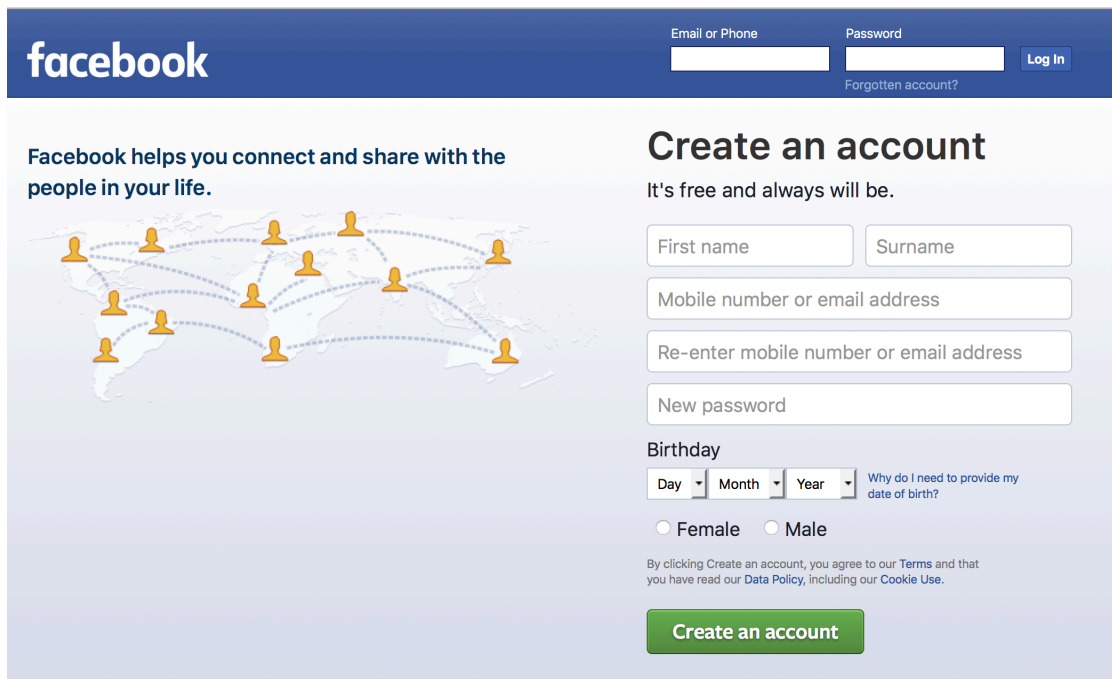 facebook
Email or Phone
Password
Log In
Forgotten account?
Facebook helps you connect and share with the
people in your life.
Create an account
It's free and always will be.
First name
Surname
Mobile number or email address
Re-enter mobile number or email address
New password
Birthday
Day
Month
Year
Why do I need to provide my
date of birth?
Female
Male
By clicking Create an account, you agree to our Terms and that
you have read our Data Policy, including our Cookie Use.
Create an account